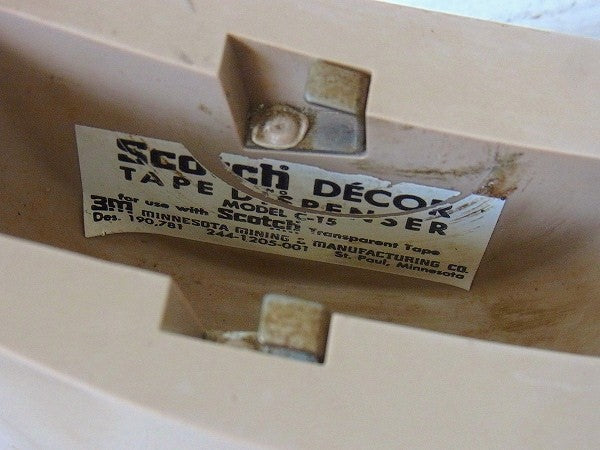 Scotch DÉCOR
TAPE DISPENSER
MODEL C-15
for use with Scotch Transparent Tape
3M MINNESOTA MINING & MANUFACTURING CO.
Des. 190,781 244-1205-001 St. Paul, Minnesota